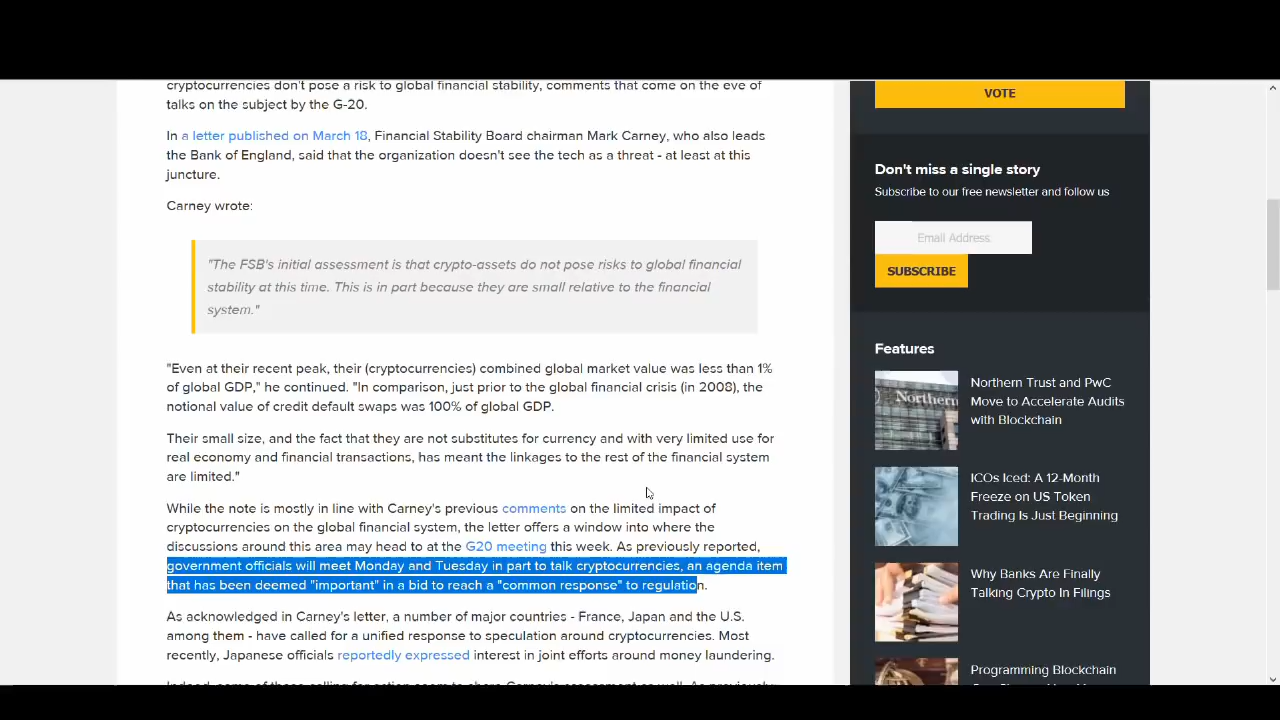 cryptocurrencies don't pose a risk to global financial stability, comments that come on the eve of
talks on the subject by the G-20.
In a letter published on March 18, Financial Stability Board chairman Mark Carney, who also leads
the Bank of England, said that the organization doesn't see the tech as a threat - at least at this
juncture.
Carney wrote:
"The FSB's initial assessment is that crypto-assets do not pose risks to global financial
stability at this time. This is in part because they are small relative to the financial
system."
"Even at their recent peak, their (cryptocurrencies) combined global market value was less than 1%
of global GDP," he continued. "In comparison, just prior to the global financial crisis (in 2008), the
notional value of credit default swaps was 100% of global GDP.
Their small size, and the fact that they are not substitutes for currency and with very limited use for
real economy and financial transactions, has meant the linkages to the rest of the financial system
are limited."
While the note is mostly in line with Carney's previous comments on the limited impact of
cryptocurrencies on the global financial system, the letter offers a window into where the
discussions around this area may head to at the G20 meeting this week. As previously reported,
government officials will meet Monday and Tuesday in part to talk cryptocurrencies, an agenda item
that has been deemed "important" in a bid to reach a "common response" to regulation.
As acknowledged in Carney's letter, a number of major countries - France, Japan and the U.S.
among them - have called for a unified response to speculation around cryptocurrencies. Most
recently, Japanese officials reportedly expressed interest in joint efforts around money laundering.
VOTE
Don't miss a single story
Subscribe to our free newsletter and follow us
Email Address
SUBSCRIBE
Features
Northern
Northern Trust and PwC
Move to Accelerate Audits
with Blockchain
ICOs Iced: A 12-Month
Freeze on US Token
Trading Is Just Beginning
Why Banks Are Finally
Talking Crypto In Filings
Programming Blockchain